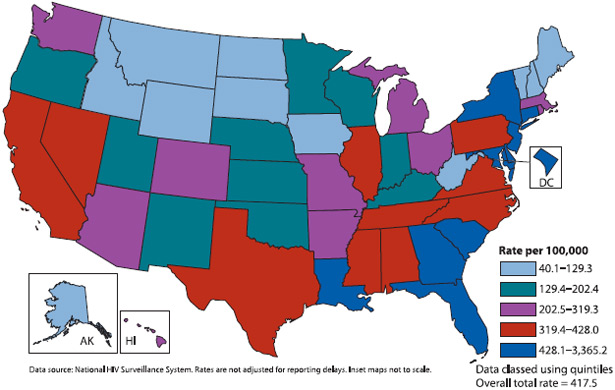 DC
Rate per 100,000
40.1–129.3
129.4–202.4
202.5–319.3
319.4–428.0
428.1–3,365.2
AK
HI
Data source: National HIV Surveillance System. Rates are not adjusted for reporting delays. Inset maps not to scale.
Data classed using quintiles
Overall total rate = 417.5